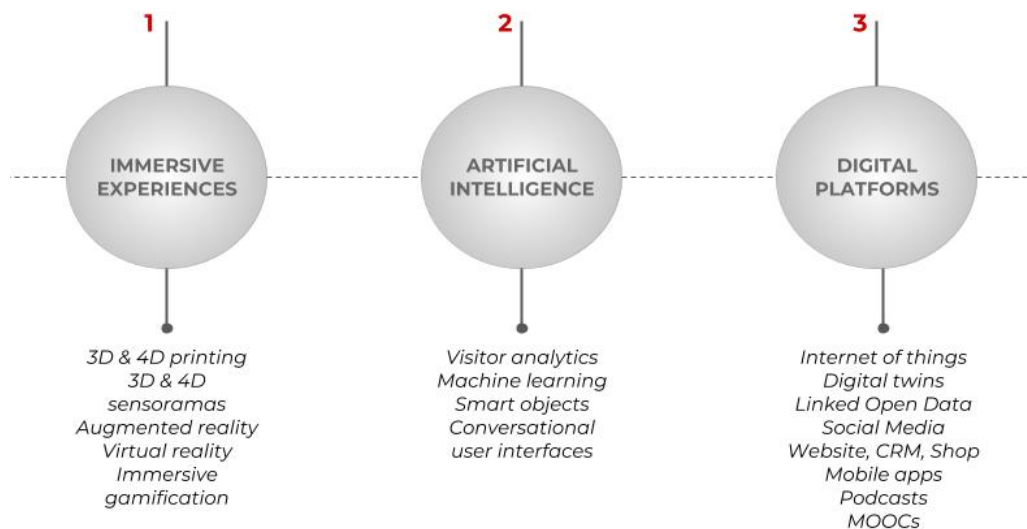 1
IMMERSIVE
EXPERIENCES
3D & 4D printing
3D & 4D
sensoramas
Augmented reality
Virtual reality
Immersive
gamification
2
ARTIFICIAL
INTELLIGENCE
Visitor analytics
Machine learning
Smart objects
Conversational
user interfaces
3
DIGITAL
PLATFORMS
Internet of things
Digital twins
Linked Open Data
Social Media
Website, CRM, Shop
Mobile apps
Podcasts
MOOCs